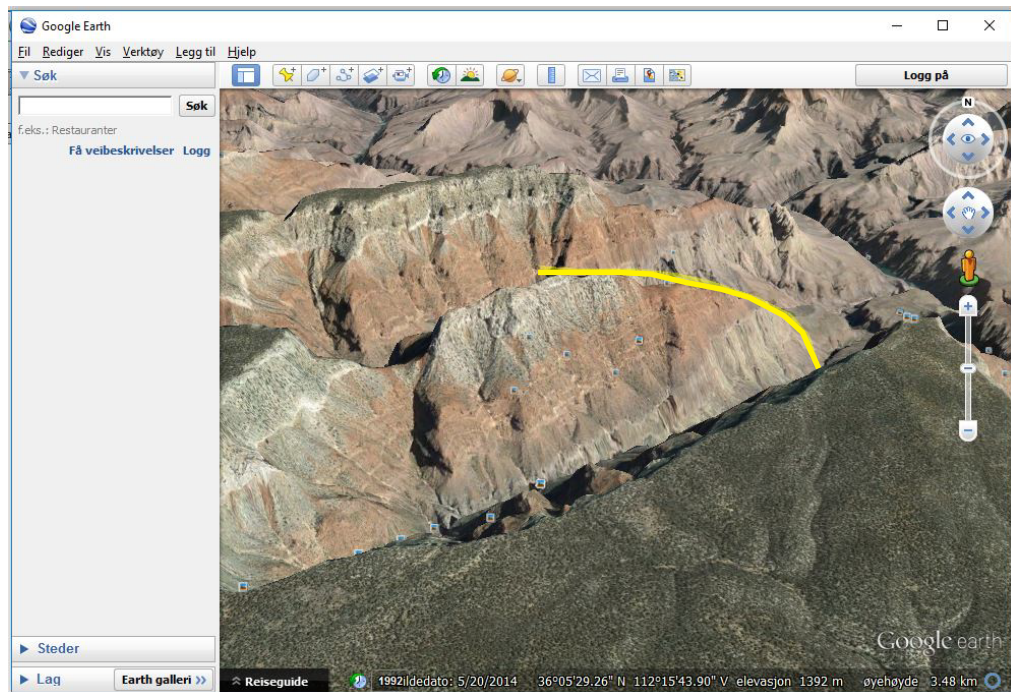 Google Earth
Fil Rediger Vis Verktøy Legg til Hjelp
Søk
Logg på
Søk
f.eks.: Restauranter
Få veibeskrivelser Logg
N
Google earth
Steder
Lag
Earth galleri >>
Reiseguide
1992
ildedato: 5/20/2014 36°05'29.26" N 112°15'43.90" V elevasjon 1392 m øyehøyde 3.48 km